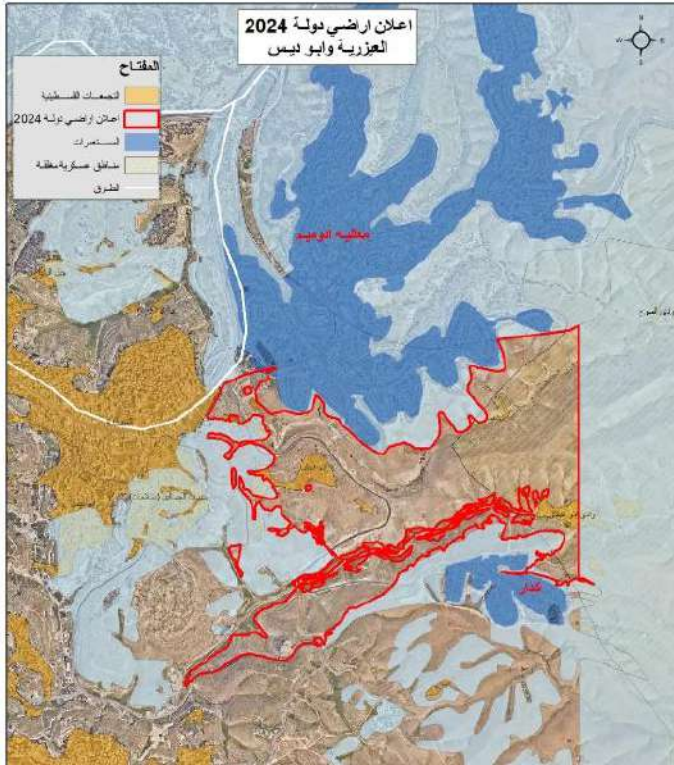 اعلان اراضي دولة 2024
العيزرية وابو ديس
N
W
E
S
المفتاح
التجمعات الفلسطينية
اعلان اراضي دولة 2024
المستعمرات
مناطق عسكرية مغلقة
الطرق
معاليه ادوميم
كدار